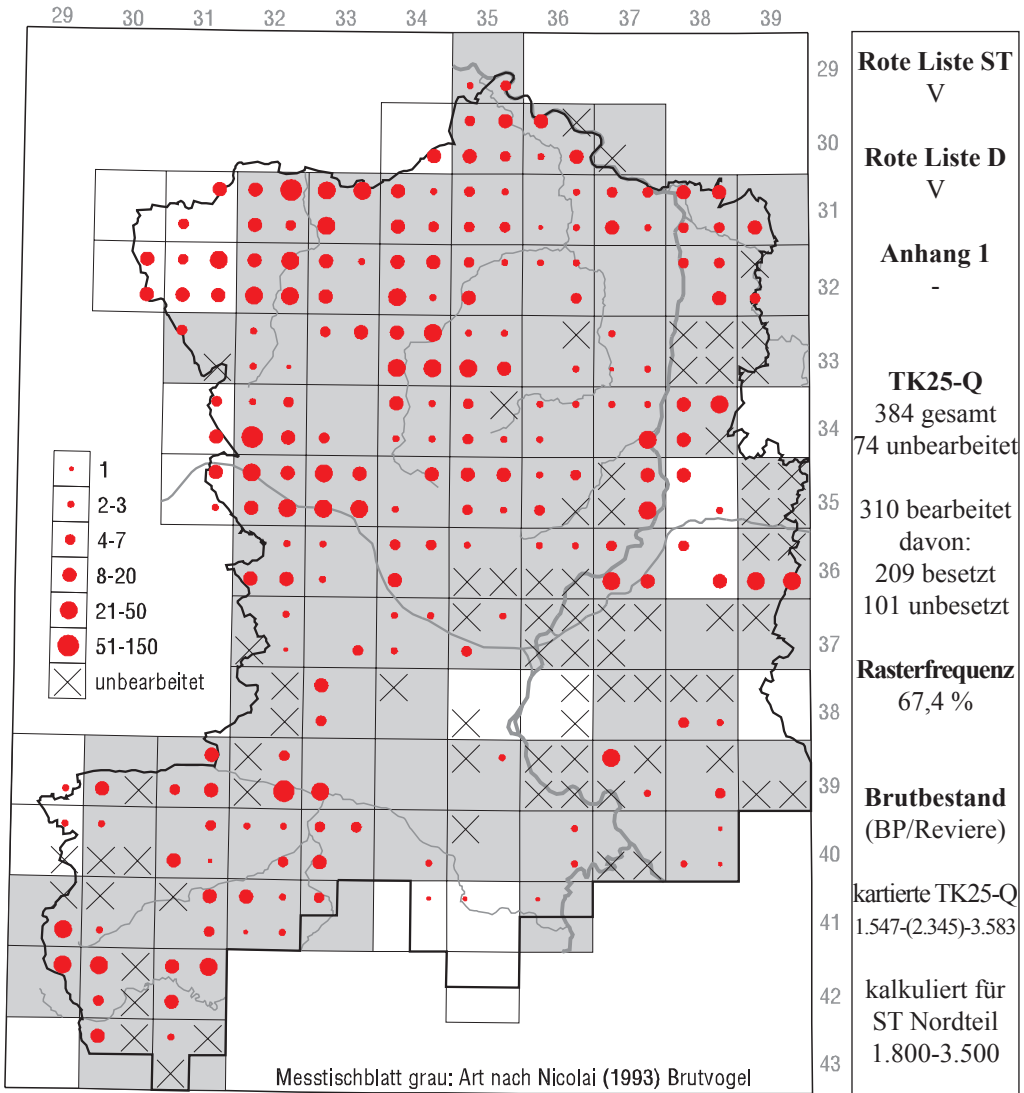 29 30 31 32 33 34 35 36 37 38 39
29
30
31
32
33
34
35
36
37
38
39
40
41
42
43
1
2-3
4-7
8-20
21-50
51-150
unbearbeitet
Messtischblatt grau: Art nach Nicolai (1993) Brutvogel
Rote Liste ST
V
Rote Liste D
V
Anhang 1
-
TK25-Q
384 gesamt
74 unbearbeitet
310 bearbeitet
davon:
209 besetzt
101 unbesetzt
Rasterfrequenz
67,4 %
Brutbestand
(BP/Reviere)
kartierte TK25-Q
1.547-(2.345)-3.583
kalkuliert für
ST Nordteil
1.800-3.500